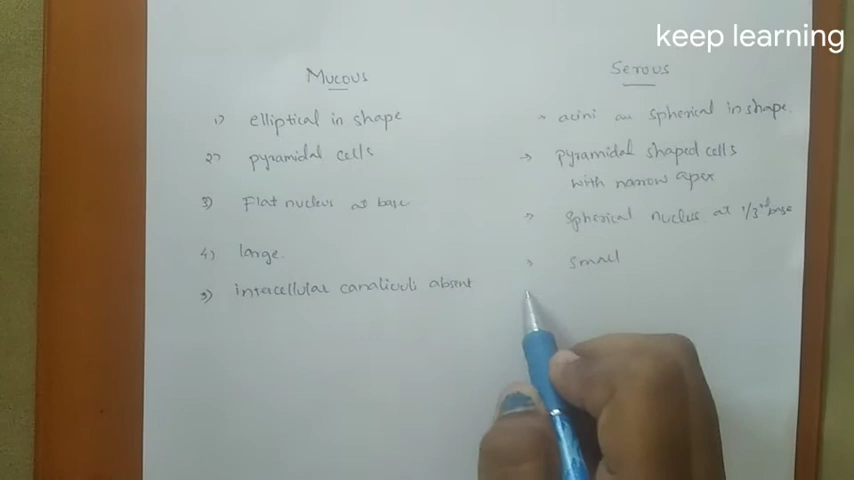 keep learning
Mucous
Serous
1) elliptical in shape
2) pyramidal cells
3) Flat nucleus at base
4) large.
5) intercellular canaliculi absent
→ acini are spherical in shape.
→ pyramidal shaped cells
with narrow apex
→ spherical nucleus at 1/3rd base
→ small